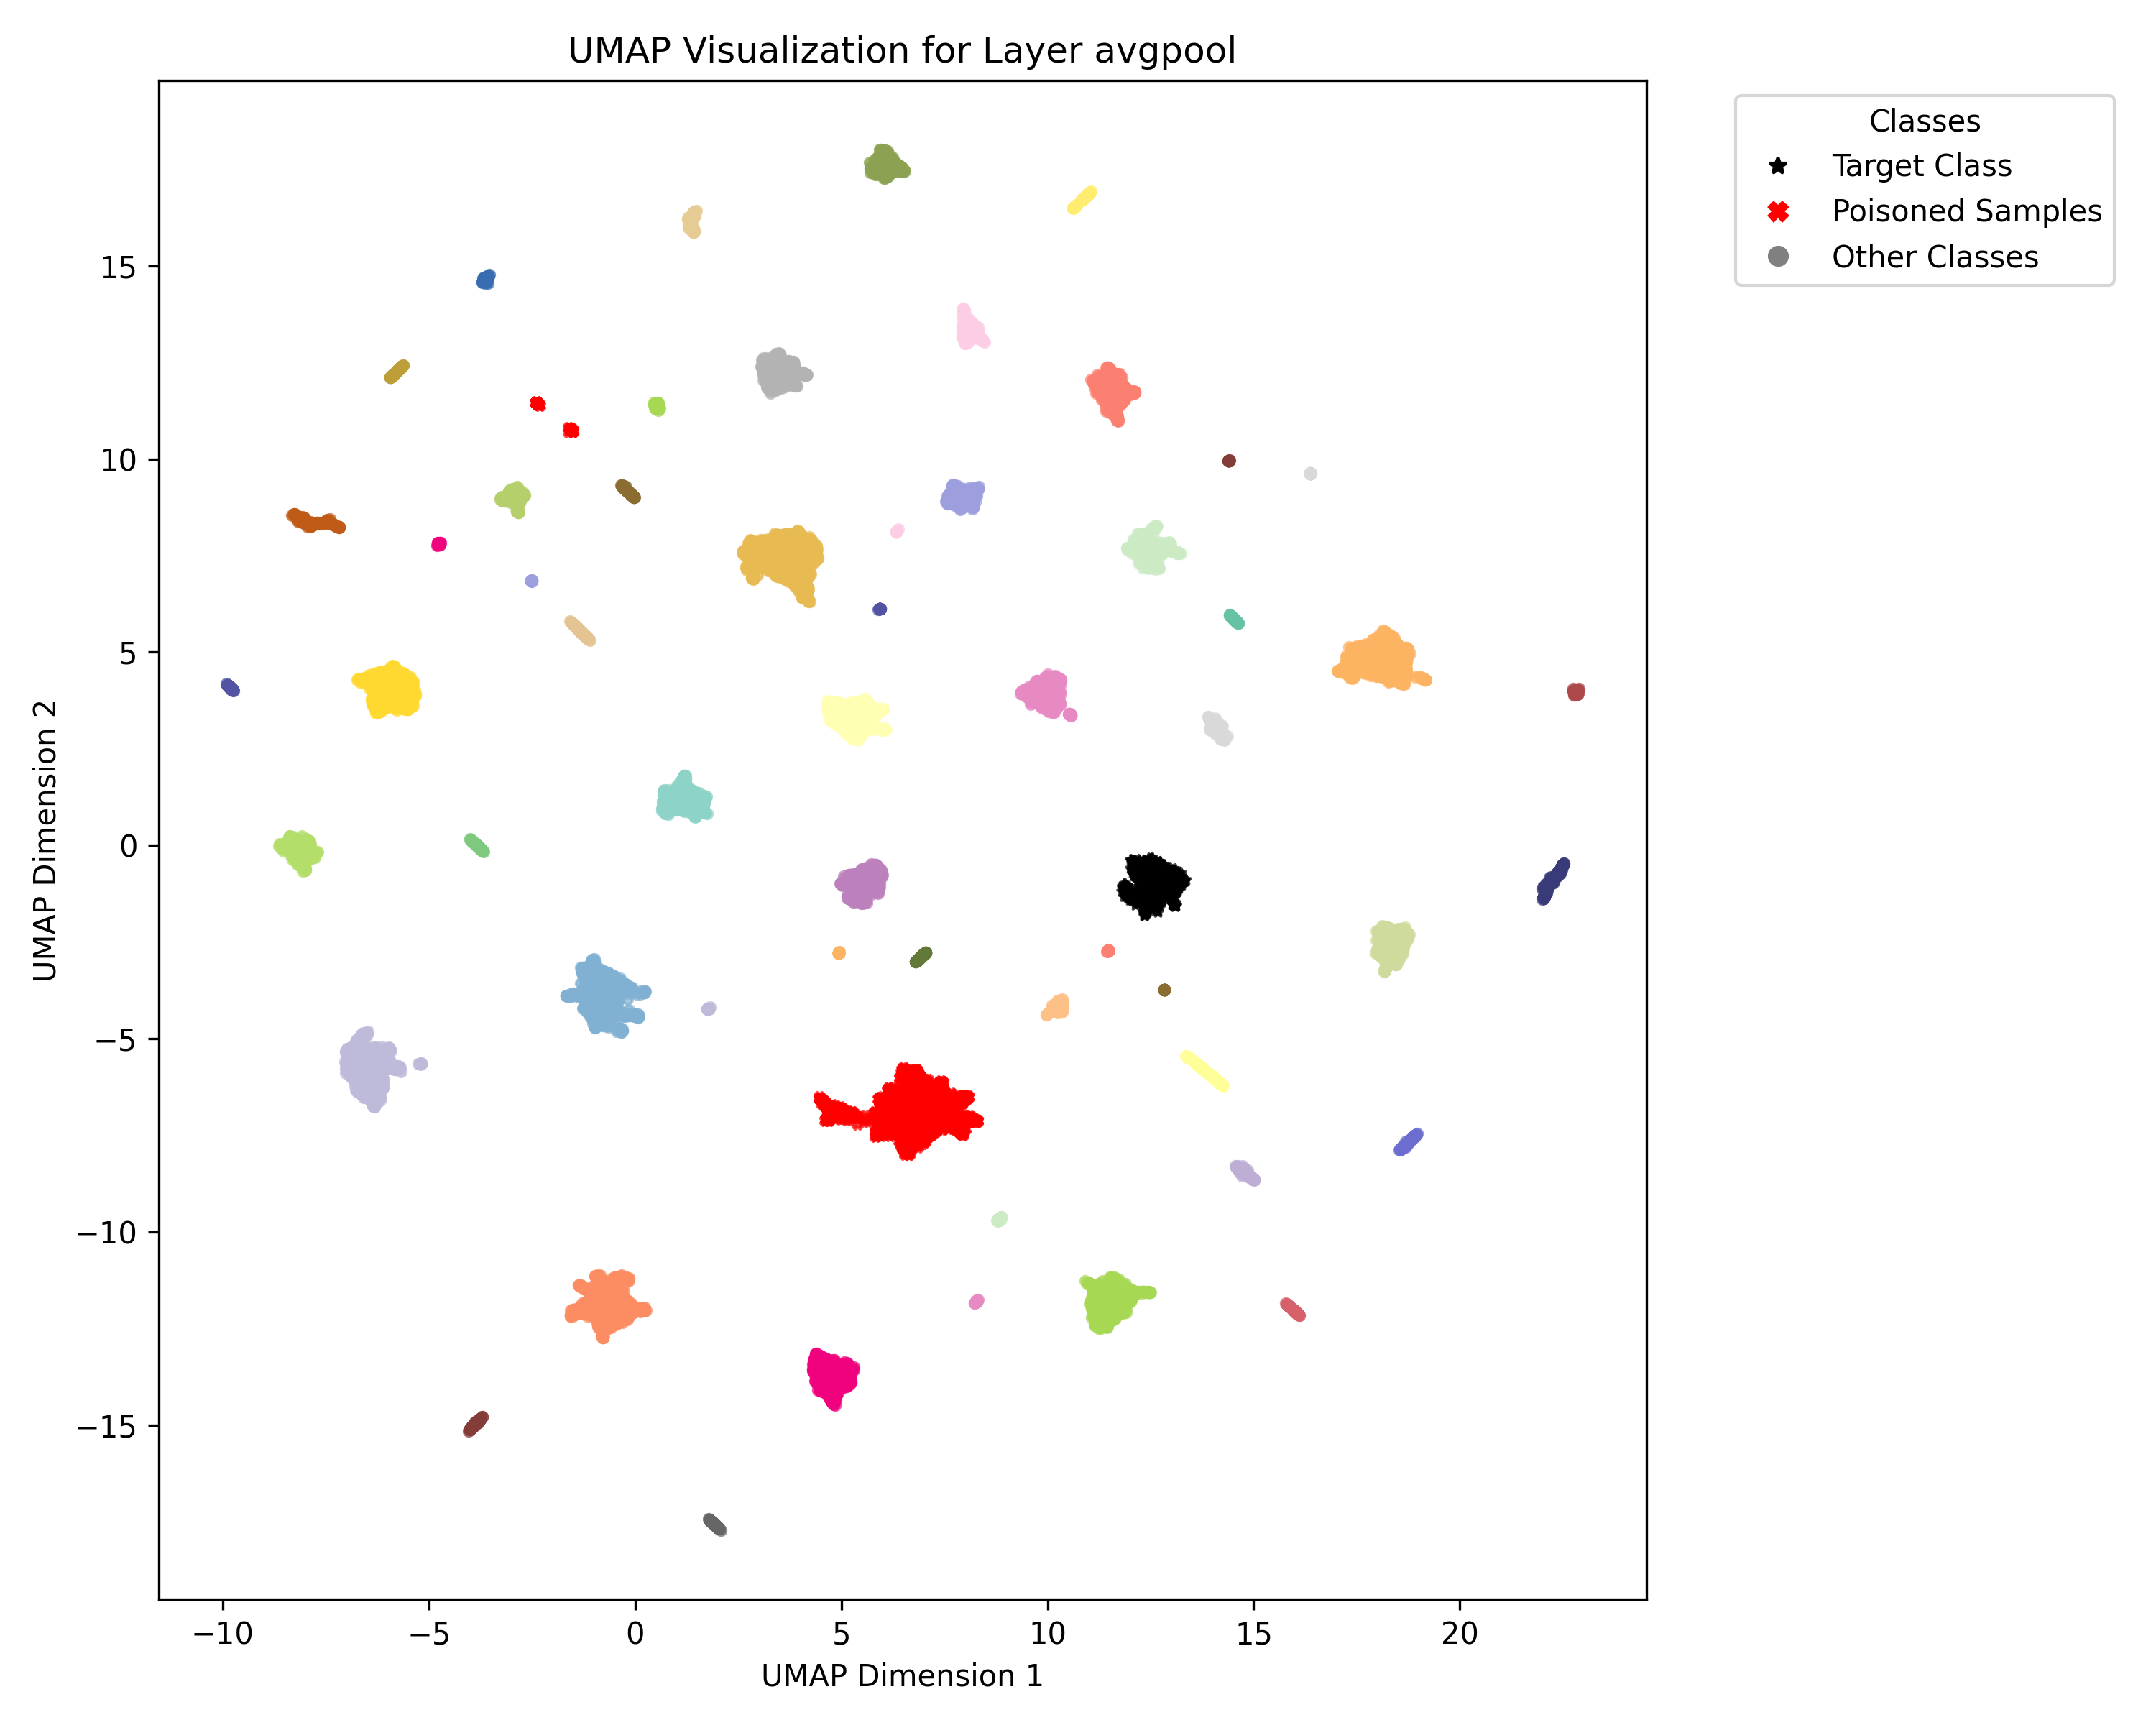 UMAP Visualization for Layer avgpool
Classes
Target Class
Poisoned Samples
Other Classes
15
10
5
0
−5
−10
−15
UMAP Dimension 2
−10
−5
0
5
10
15
20
UMAP Dimension 1